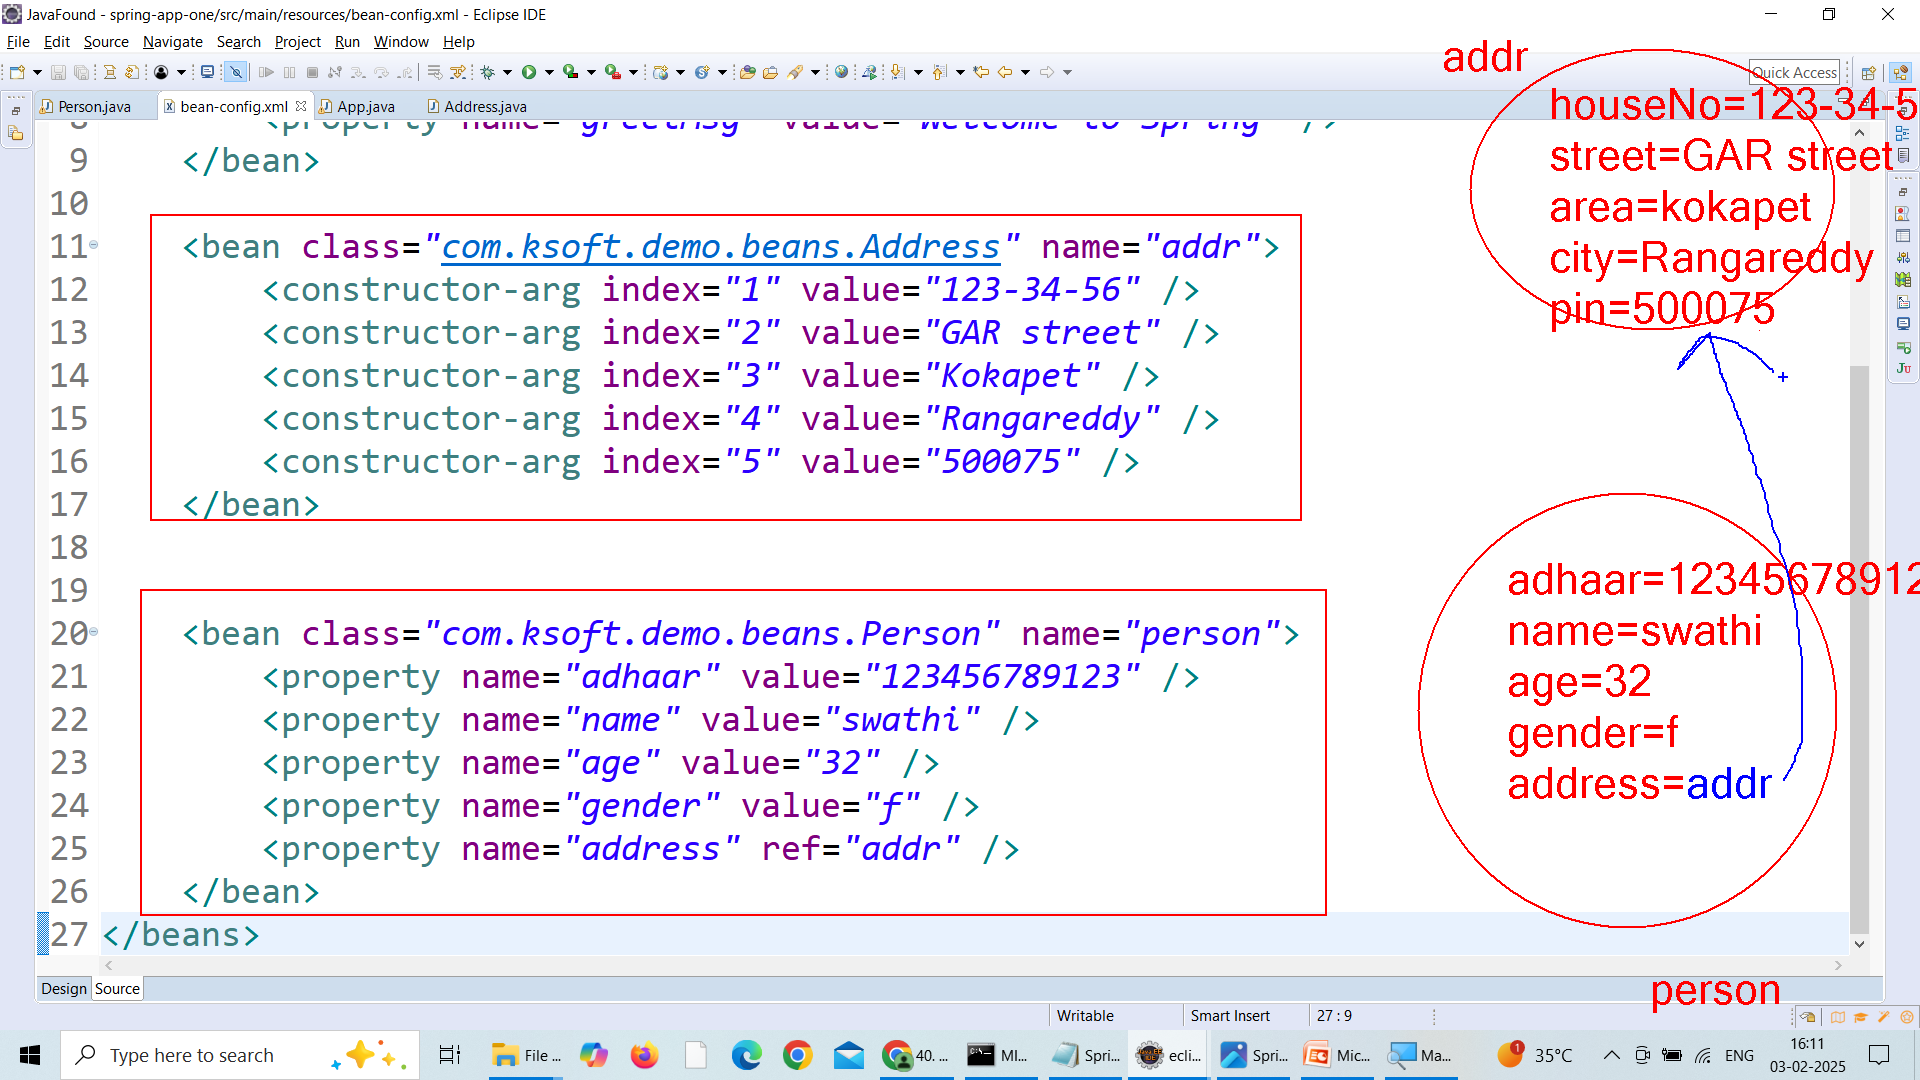 JavaFound - spring-app-one/src/main/resources/bean-config.xml - Eclipse IDE
File Edit Source Navigate Search Project Run Window Help
Quick Access
Person.java bean-config.xml App.java Address.java
8 <property name="greetMsg" value="Welcome to Spring" />
9 </bean>
10
11 <bean class="com.ksoft.demo.beans.Address" name="addr">
12 <constructor-arg index="1" value="123-34-56" />
13 <constructor-arg index="2" value="GAR street" />
14 <constructor-arg index="3" value="Kokapet" />
15 <constructor-arg index="4" value="Rangareddy" />
16 <constructor-arg index="5" value="500075" />
17 </bean>
18
19
20 <bean class="com.ksoft.demo.beans.Person" name="person">
21 <property name="adhaar" value="123456789123" />
22 <property name="name" value="swathi" />
23 <property name="age" value="32" />
24 <property name="gender" value="f" />
25 <property name="address" ref="addr" />
26 </bean>
27 </beans>
addr
houseNo=123-34-5
street=GAR street
area=kokapet
city=Rangareddy
pin=500075
adhaar=12345678912
name=swathi
age=32
gender=f
address=addr
person
Design Source
Writable Smart Insert 27 : 9
Type here to search
File ... 40. ... MI... Spri... ecli... Spri... Mic... Ma... 1 35°C ENG
16:11
03-02-2025